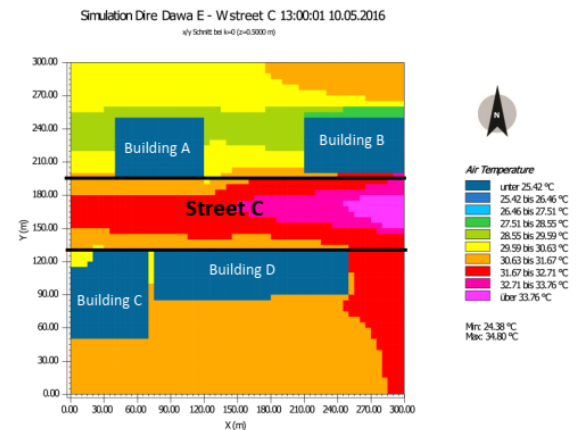 Simulation Dire Dawa E - W street C 13:00:01 10.05.2016
x/y Schnitt bei k=0 (z=0.5000 m)
300.00
270.00
240.00
210.00
180.00
150.00
120.00
90.00
60.00
30.00
0.00
Y (m)
Building A
Building B
Street C
Building D
Building C
0.00 30.00 60.00 90.00 120.00 150.00 180.00 210.00 240.00 270.00 300.00
X (m)
N
Air Temperature
unter 25.42 °C
25.42 bis 26.46 °C
26.46 bis 27.51 °C
27.51 bis 28.55 °C
28.55 bis 29.59 °C
29.59 bis 30.63 °C
30.63 bis 31.67 °C
31.67 bis 32.71 °C
32.71 bis 33.76 °C
über 33.76 °C
Min: 24.38 °C
Max: 34.80 °C